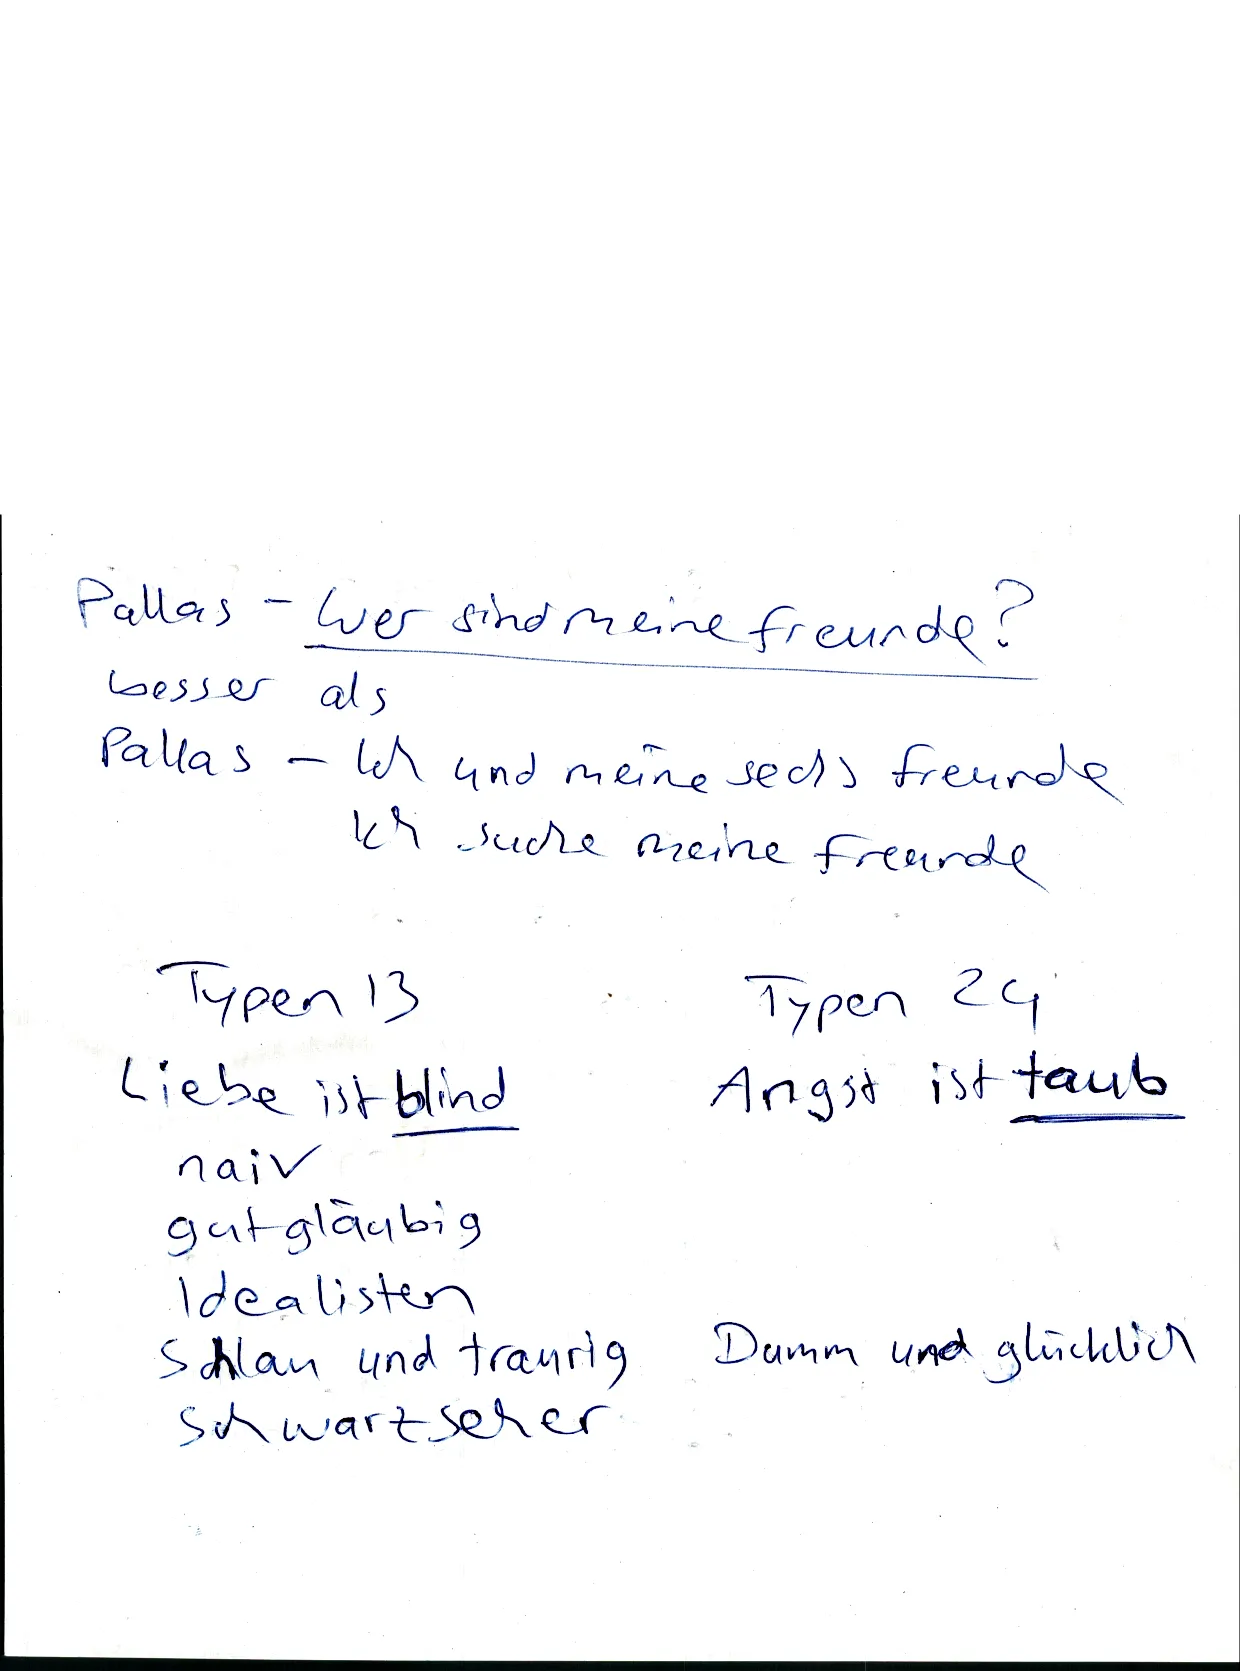 Pallas - Wer sind meine freunde?
besser als
Pallas - Ich und meine sechs freunde
Ich suche meine freunde
Typen 13 Typen 24
Liebe ist blind Angst ist taub
naiv
gutgläubig
Idealisten
Schlau und traurig Dumm und glücklich
Schwartzseher